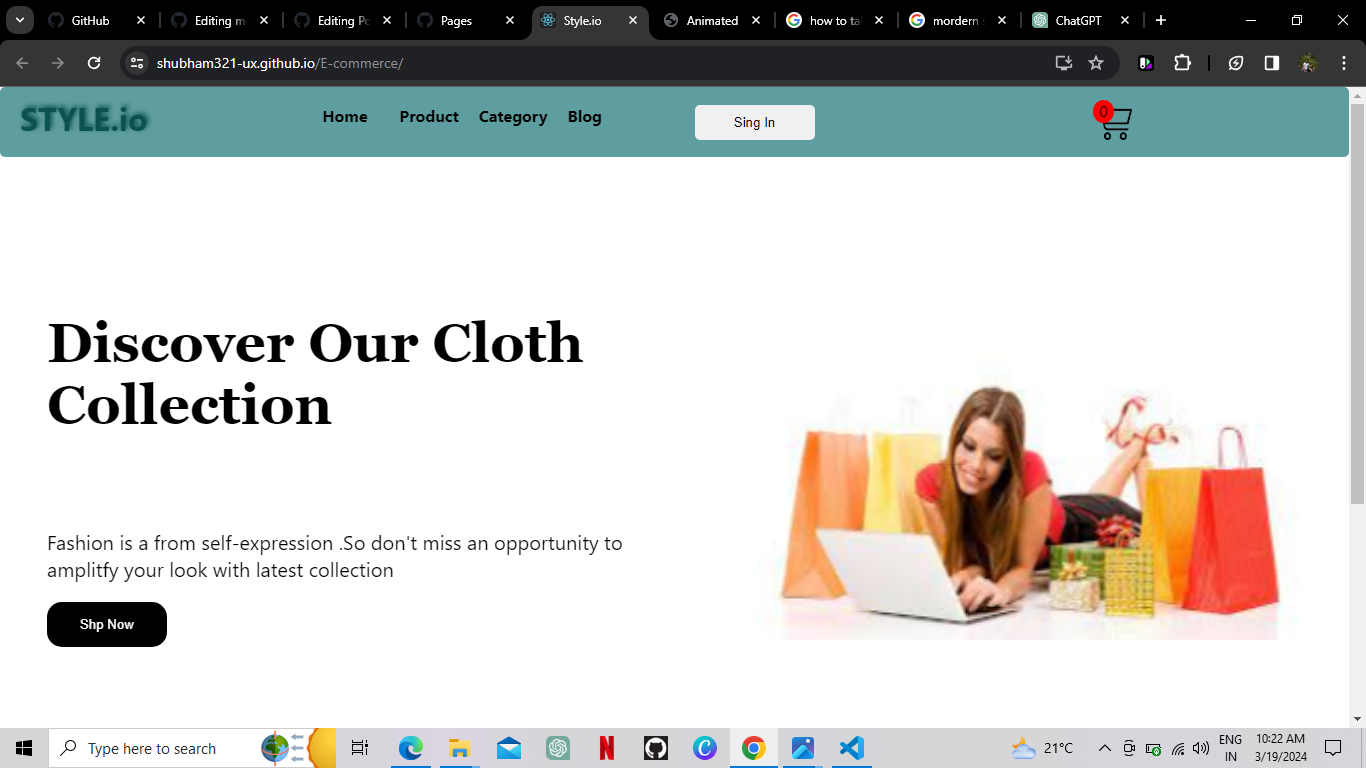 GitHub
Editing m
Editing Po
Pages
Style.io
Animated
how to ta
mordern s
ChatGPT
shubham321-ux.github.io/E-commerce/
STYLE.io
Home Product Category Blog
Sing In
0
Discover Our Cloth
Collection
Fashion is a from self-expression .So don't miss an opportunity to
amplitfy your look with latest collection
Shp Now
Type here to search
21°C
ENG
IN
10:22 AM
3/19/2024